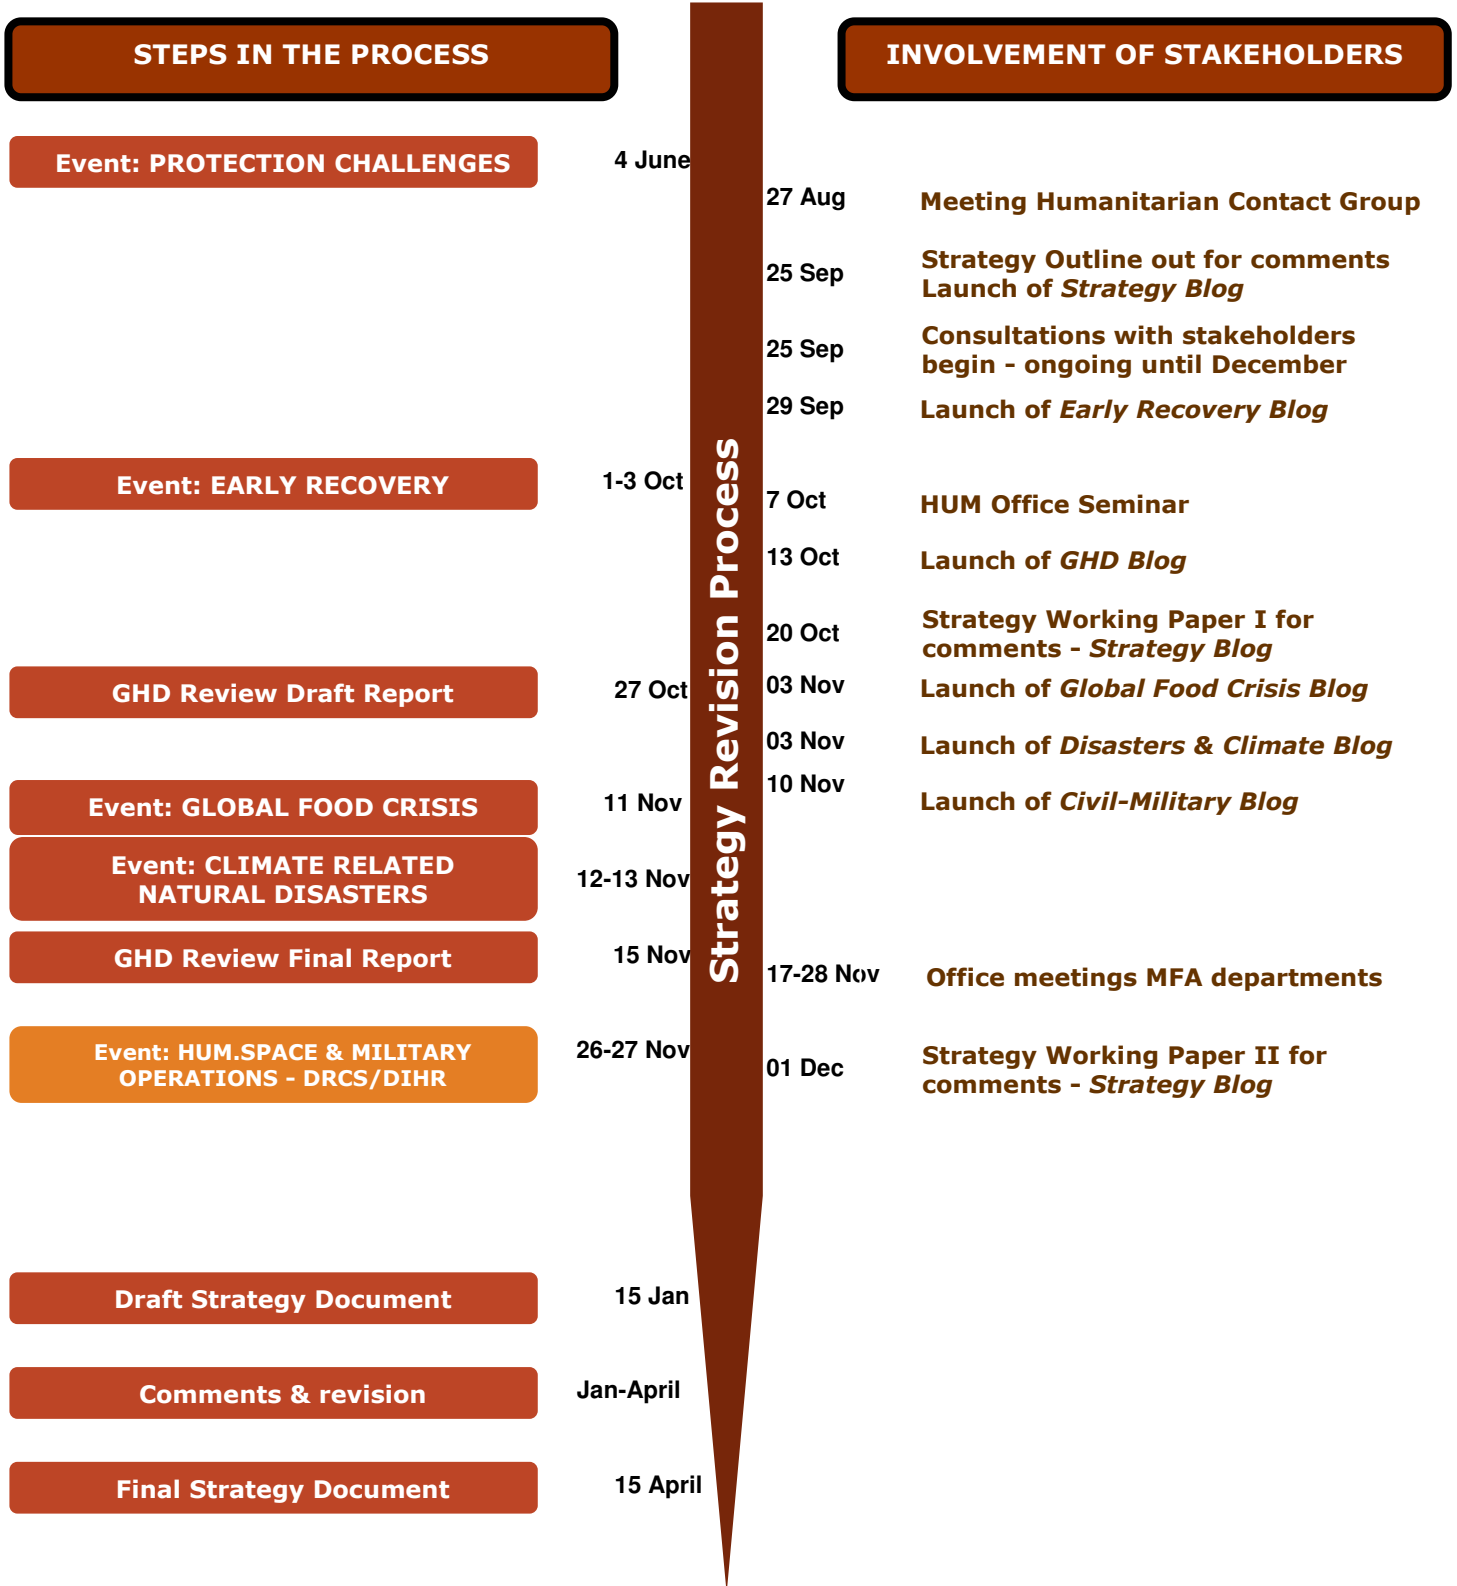 STEPS IN THE PROCESS
INVOLVEMENT OF STAKEHOLDERS
Strategy Revision Process
Event: PROTECTION CHALLENGES
4 June
27 Aug
Meeting Humanitarian Contact Group
25 Sep
Strategy Outline out for comments
Launch of Strategy Blog
25 Sep
Consultations with stakeholders
begin - ongoing until December
29 Sep
Launch of Early Recovery Blog
Event: EARLY RECOVERY
1-3 Oct
7 Oct
HUM Office Seminar
13 Oct
Launch of GHD Blog
20 Oct
Strategy Working Paper I for
comments - Strategy Blog
GHD Review Draft Report
27 Oct
03 Nov
Launch of Global Food Crisis Blog
03 Nov
Launch of Disasters & Climate Blog
10 Nov
Launch of Civil-Military Blog
Event: GLOBAL FOOD CRISIS
11 Nov
Event: CLIMATE RELATED
NATURAL DISASTERS
12-13 Nov
GHD Review Final Report
15 Nov
17-28 Nov
Office meetings MFA departments
Event: HUM.SPACE & MILITARY
OPERATIONS - DRCS/DIHR
26-27 Nov
01 Dec
Strategy Working Paper II for
comments - Strategy Blog
Draft Strategy Document
15 Jan
Comments & revision
Jan-April
Final Strategy Document
15 April